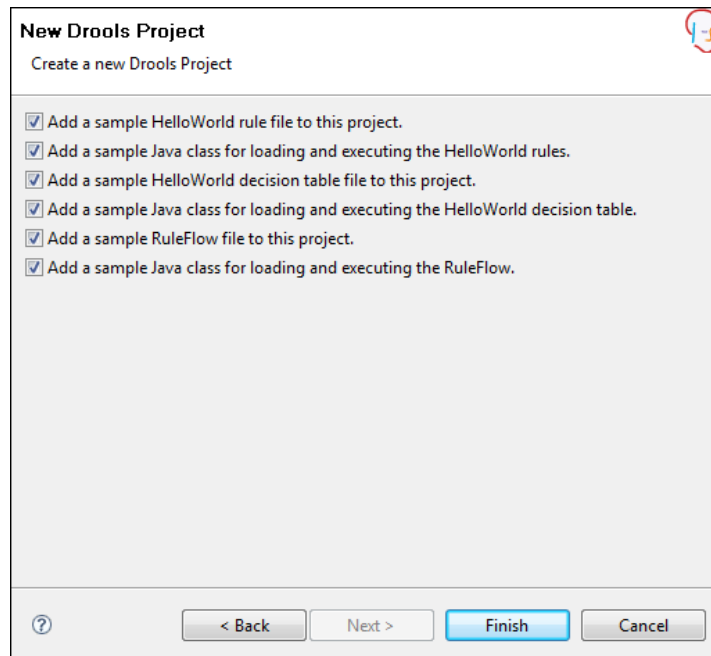 New Drools Project
Create a new Drools Project
Add a sample HelloWorld rule file to this project.
Add a sample Java class for loading and executing the HelloWorld rules.
Add a sample HelloWorld decision table file to this project.
Add a sample Java class for loading and executing the HelloWorld decision table.
Add a sample RuleFlow file to this project.
Add a sample Java class for loading and executing the RuleFlow.
? < Back Next > Finish Cancel